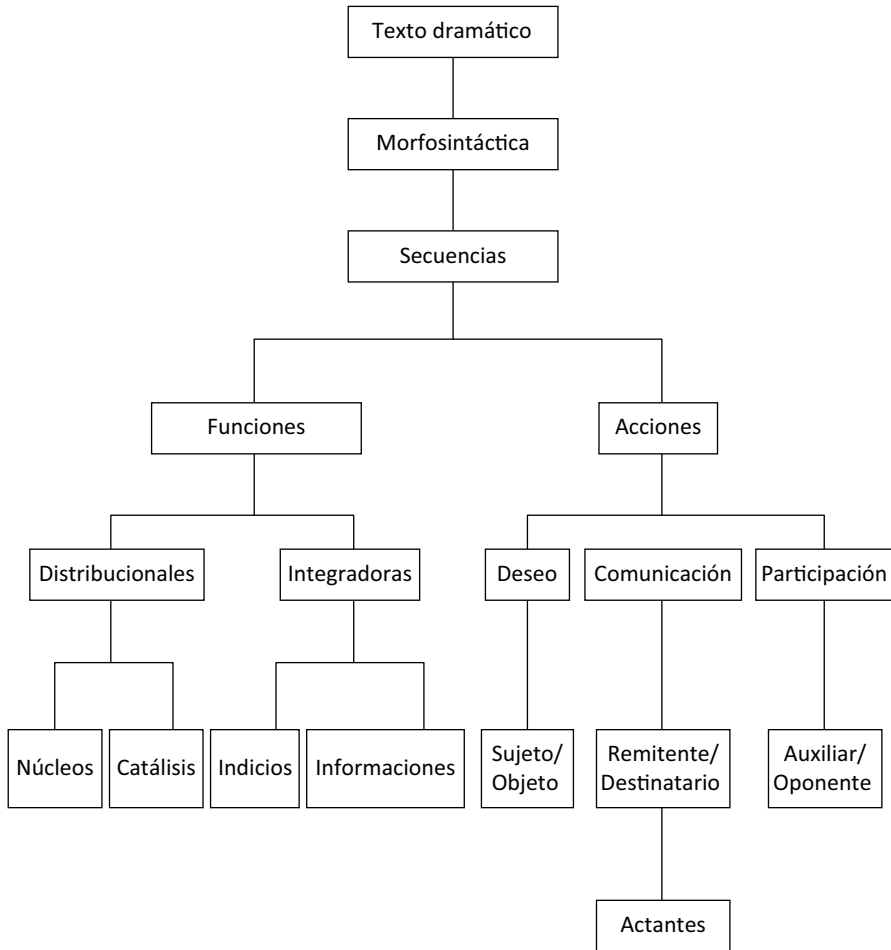 Texto dramático
Morfosintáctica
Secuencias
Funciones
Acciones
Distribucionales
Integradoras
Deseo
Comunicación
Participación
Núcleos
Catálisis
Indicios
Informaciones
Sujeto/
Objeto
Remitente/
Destinatario
Auxiliar/
Oponente
Actantes